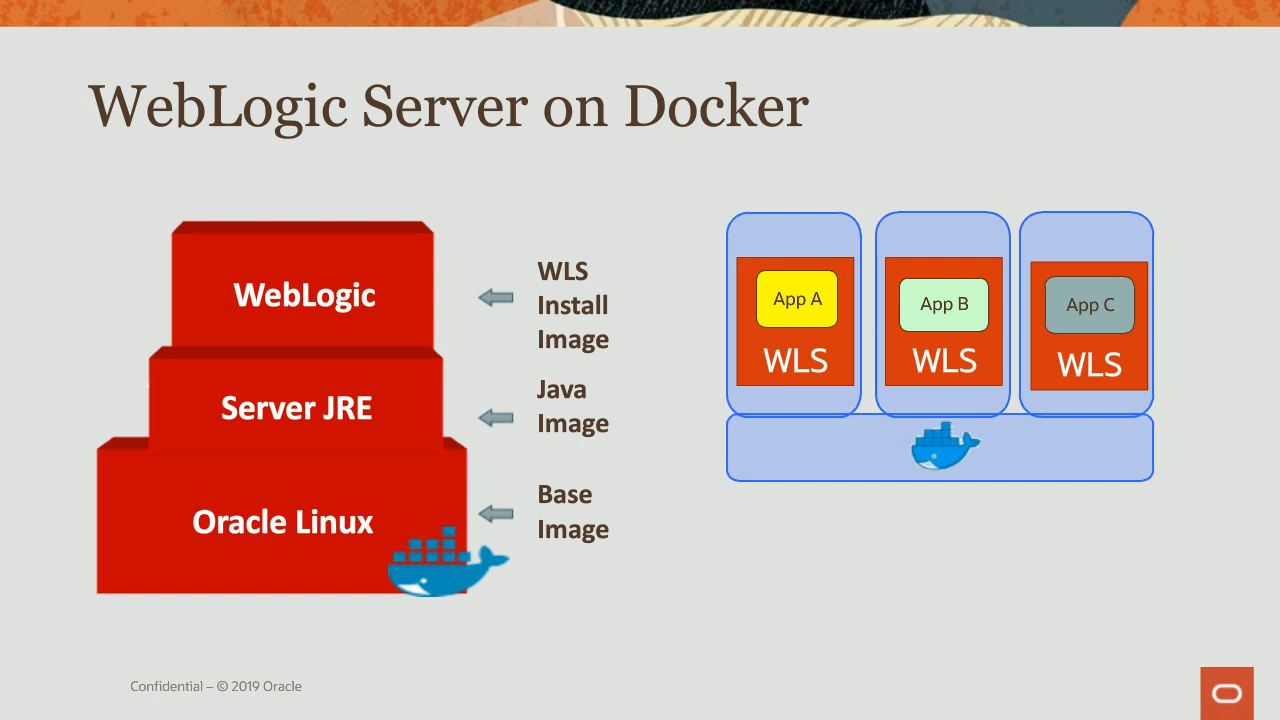 WebLogic Server on Docker
WebLogic
Server JRE
Oracle Linux
WLS
Install
Image
Java
Image
Base
Image
App A
WLS
App B
WLS
App C
WLS
Confidential – © 2019 Oracle